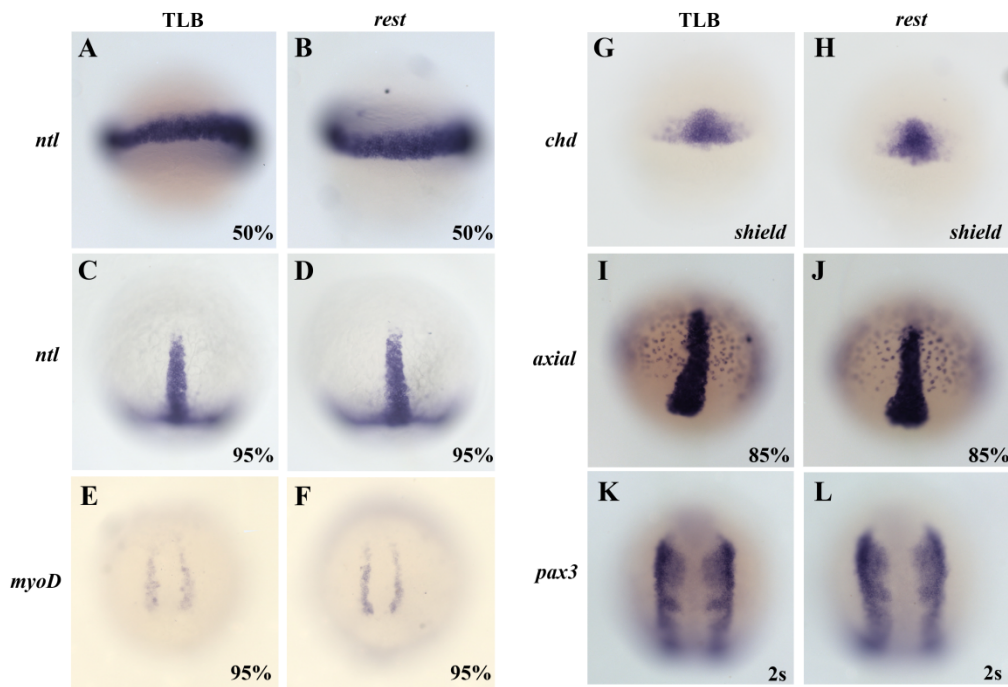 TLB rest TLB rest
A B G H
ntl chd
50% 50% shield shield
C D I J
ntl axial
95% 95% 85% 85%
E F K L
myoD pax3
95% 95% 2s 2s